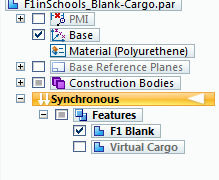 F1inSchools_Blank-Cargo.par
PMI
Base
Material (Polyurethene)
Base Reference Planes
Construction Bodies
Synchronous
Features
F1 Blank
Virtual Cargo